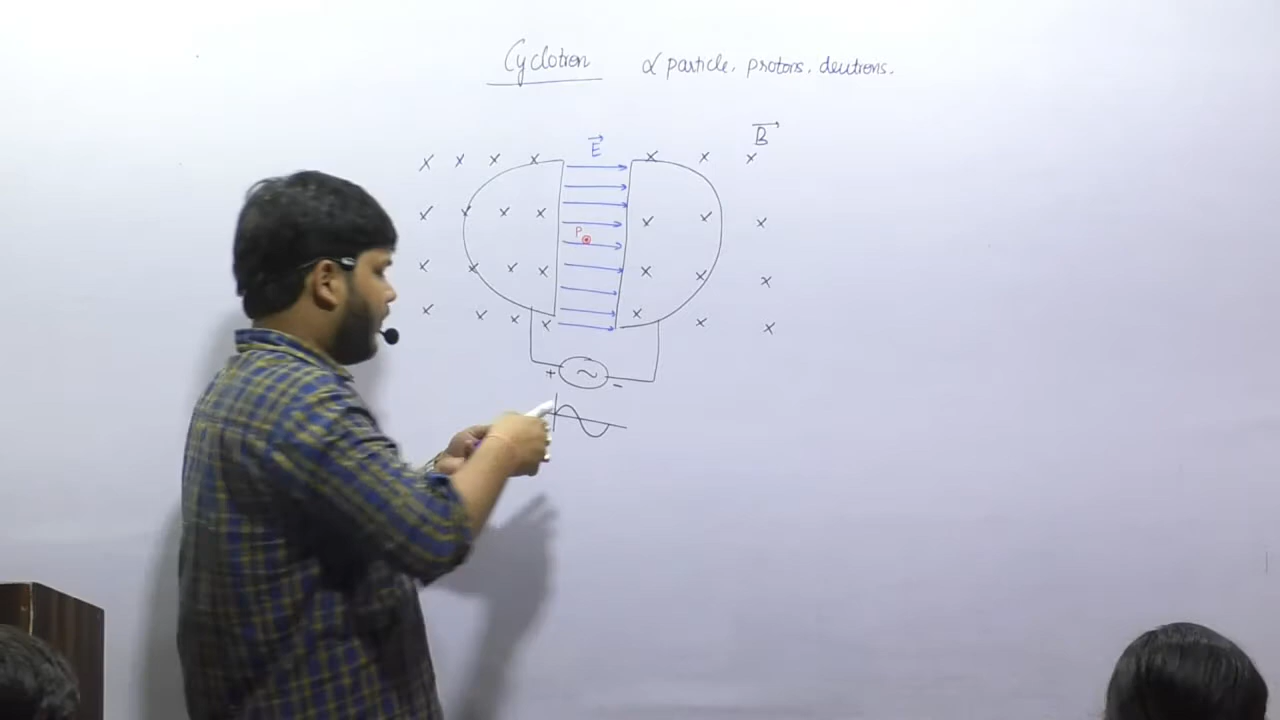 Cyclotron α particle, protons, deutrons.
E
B
P
+ ~ -